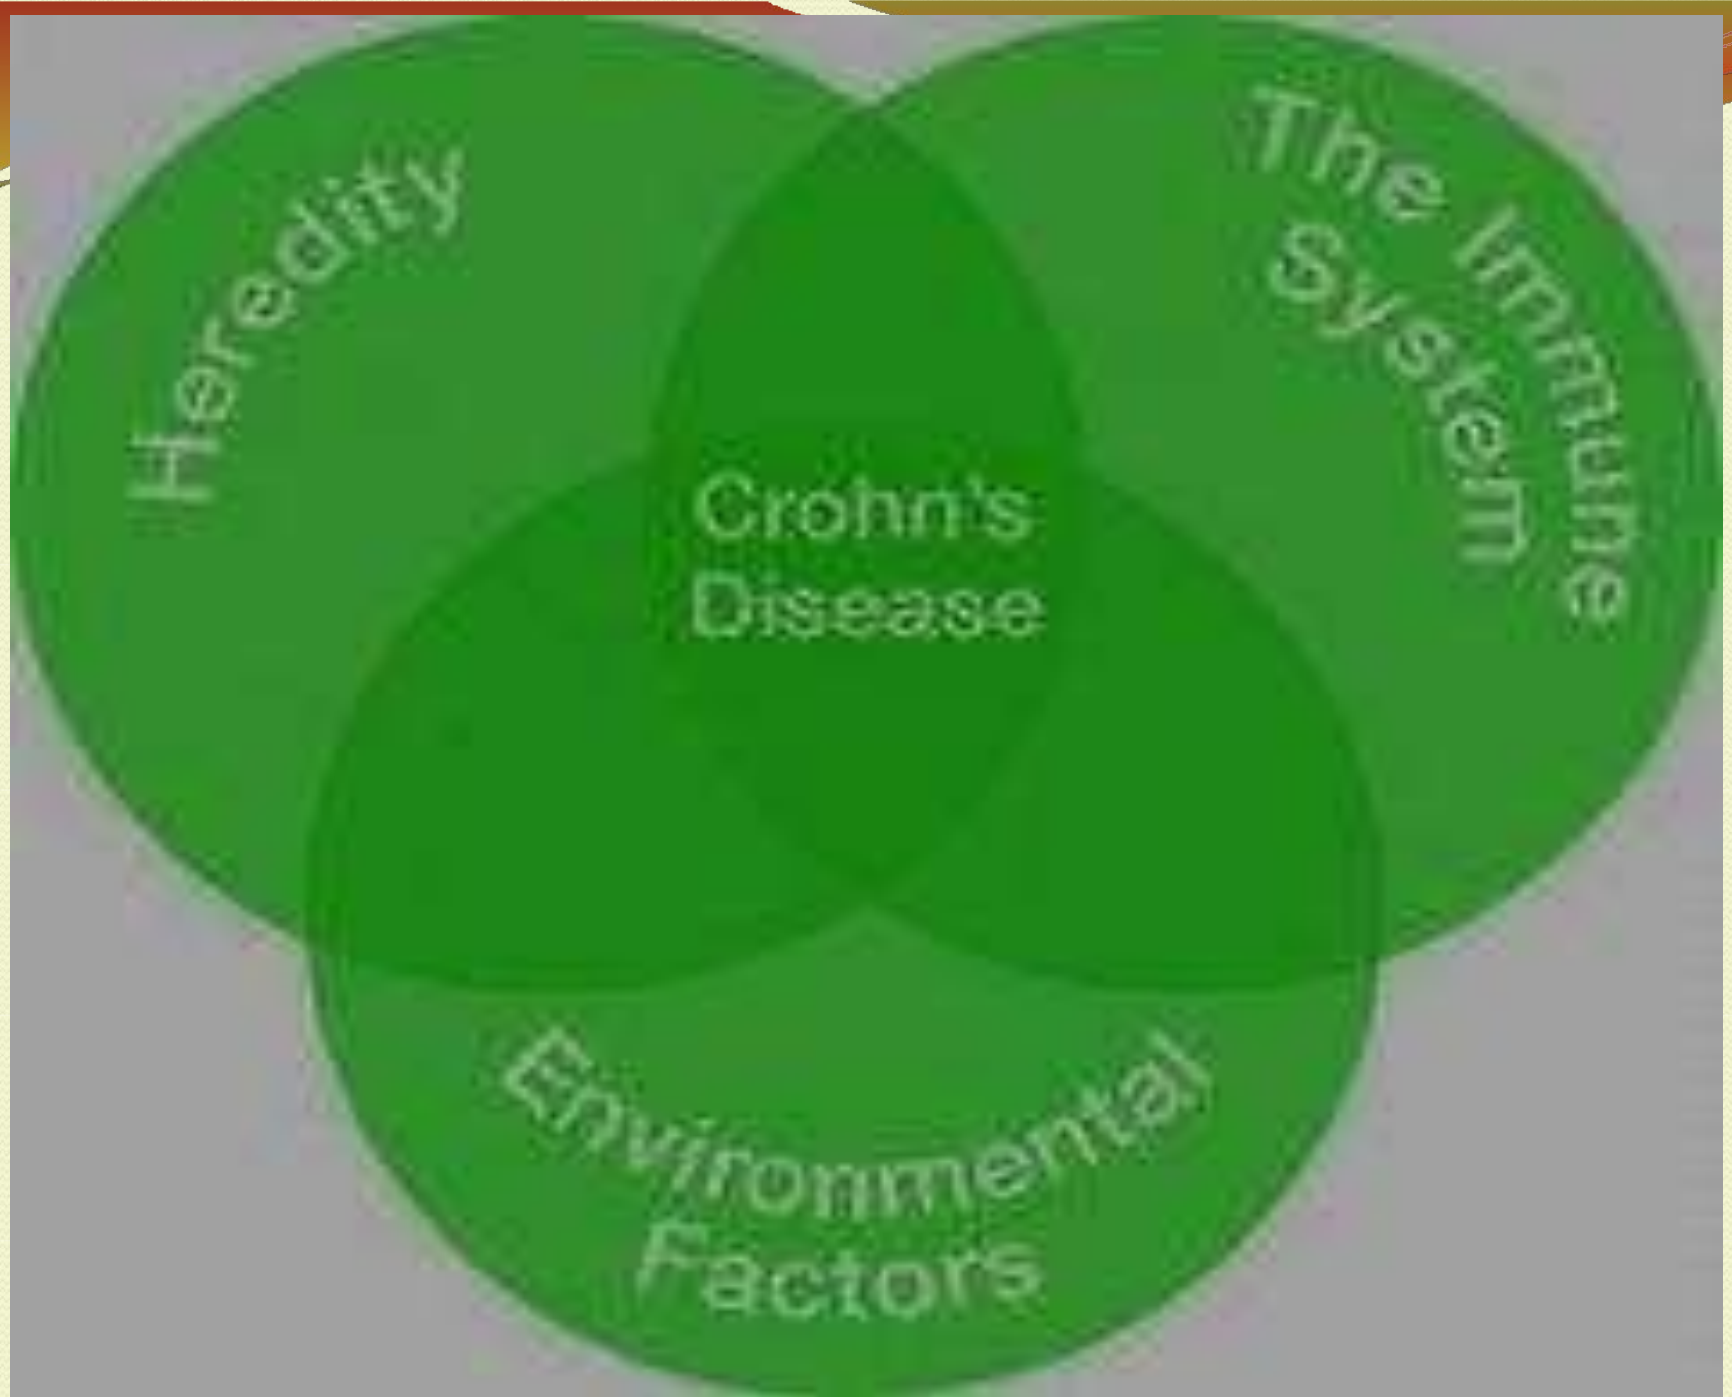 Heredity
The Immune
System
Crohn's
Disease
Environmental
Factors